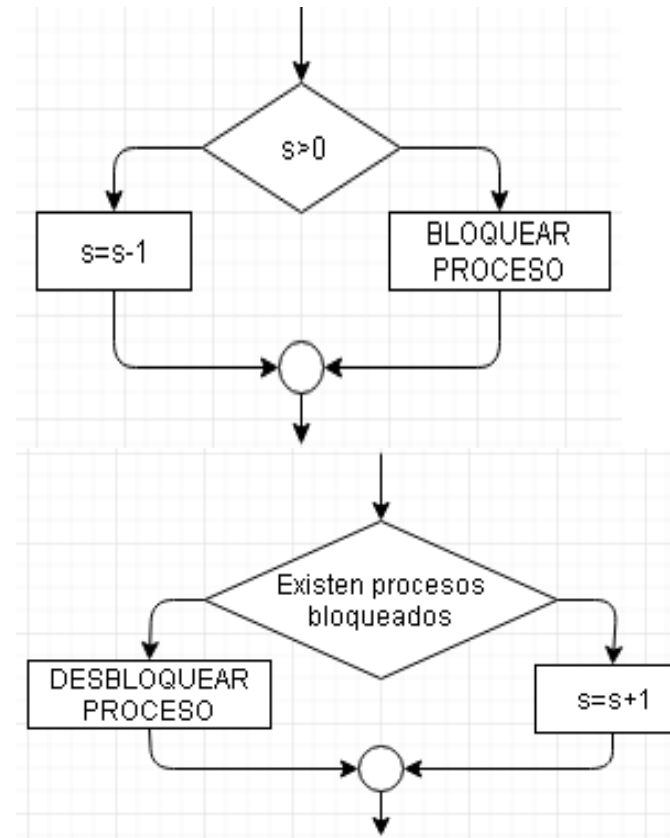 s>0
s=s-1
BLOQUEAR
PROCESO
Existen procesos
bloqueados
DESBLOQUEAR
PROCESO
s=s+1